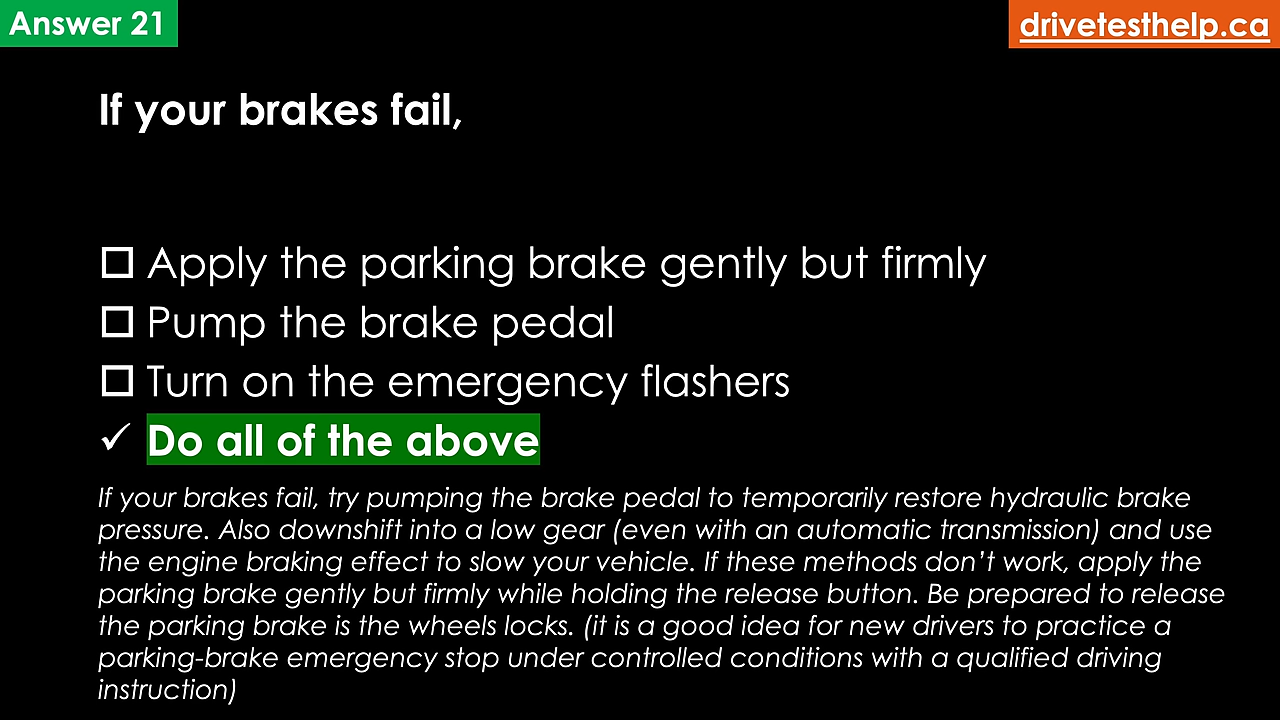 Answer 21
drivetesthelp.ca
If your brakes fail,
☐ Apply the parking brake gently but firmly
☐ Pump the brake pedal
☐ Turn on the emergency flashers
✓ Do all of the above
If your brakes fail, try pumping the brake pedal to temporarily restore hydraulic brake
pressure. Also downshift into a low gear (even with an automatic transmission) and use
the engine braking effect to slow your vehicle. If these methods don’t work, apply the
parking brake gently but firmly while holding the release button. Be prepared to release
the parking brake is the wheels locks. (it is a good idea for new drivers to practice a
parking-brake emergency stop under controlled conditions with a qualified driving
instruction)